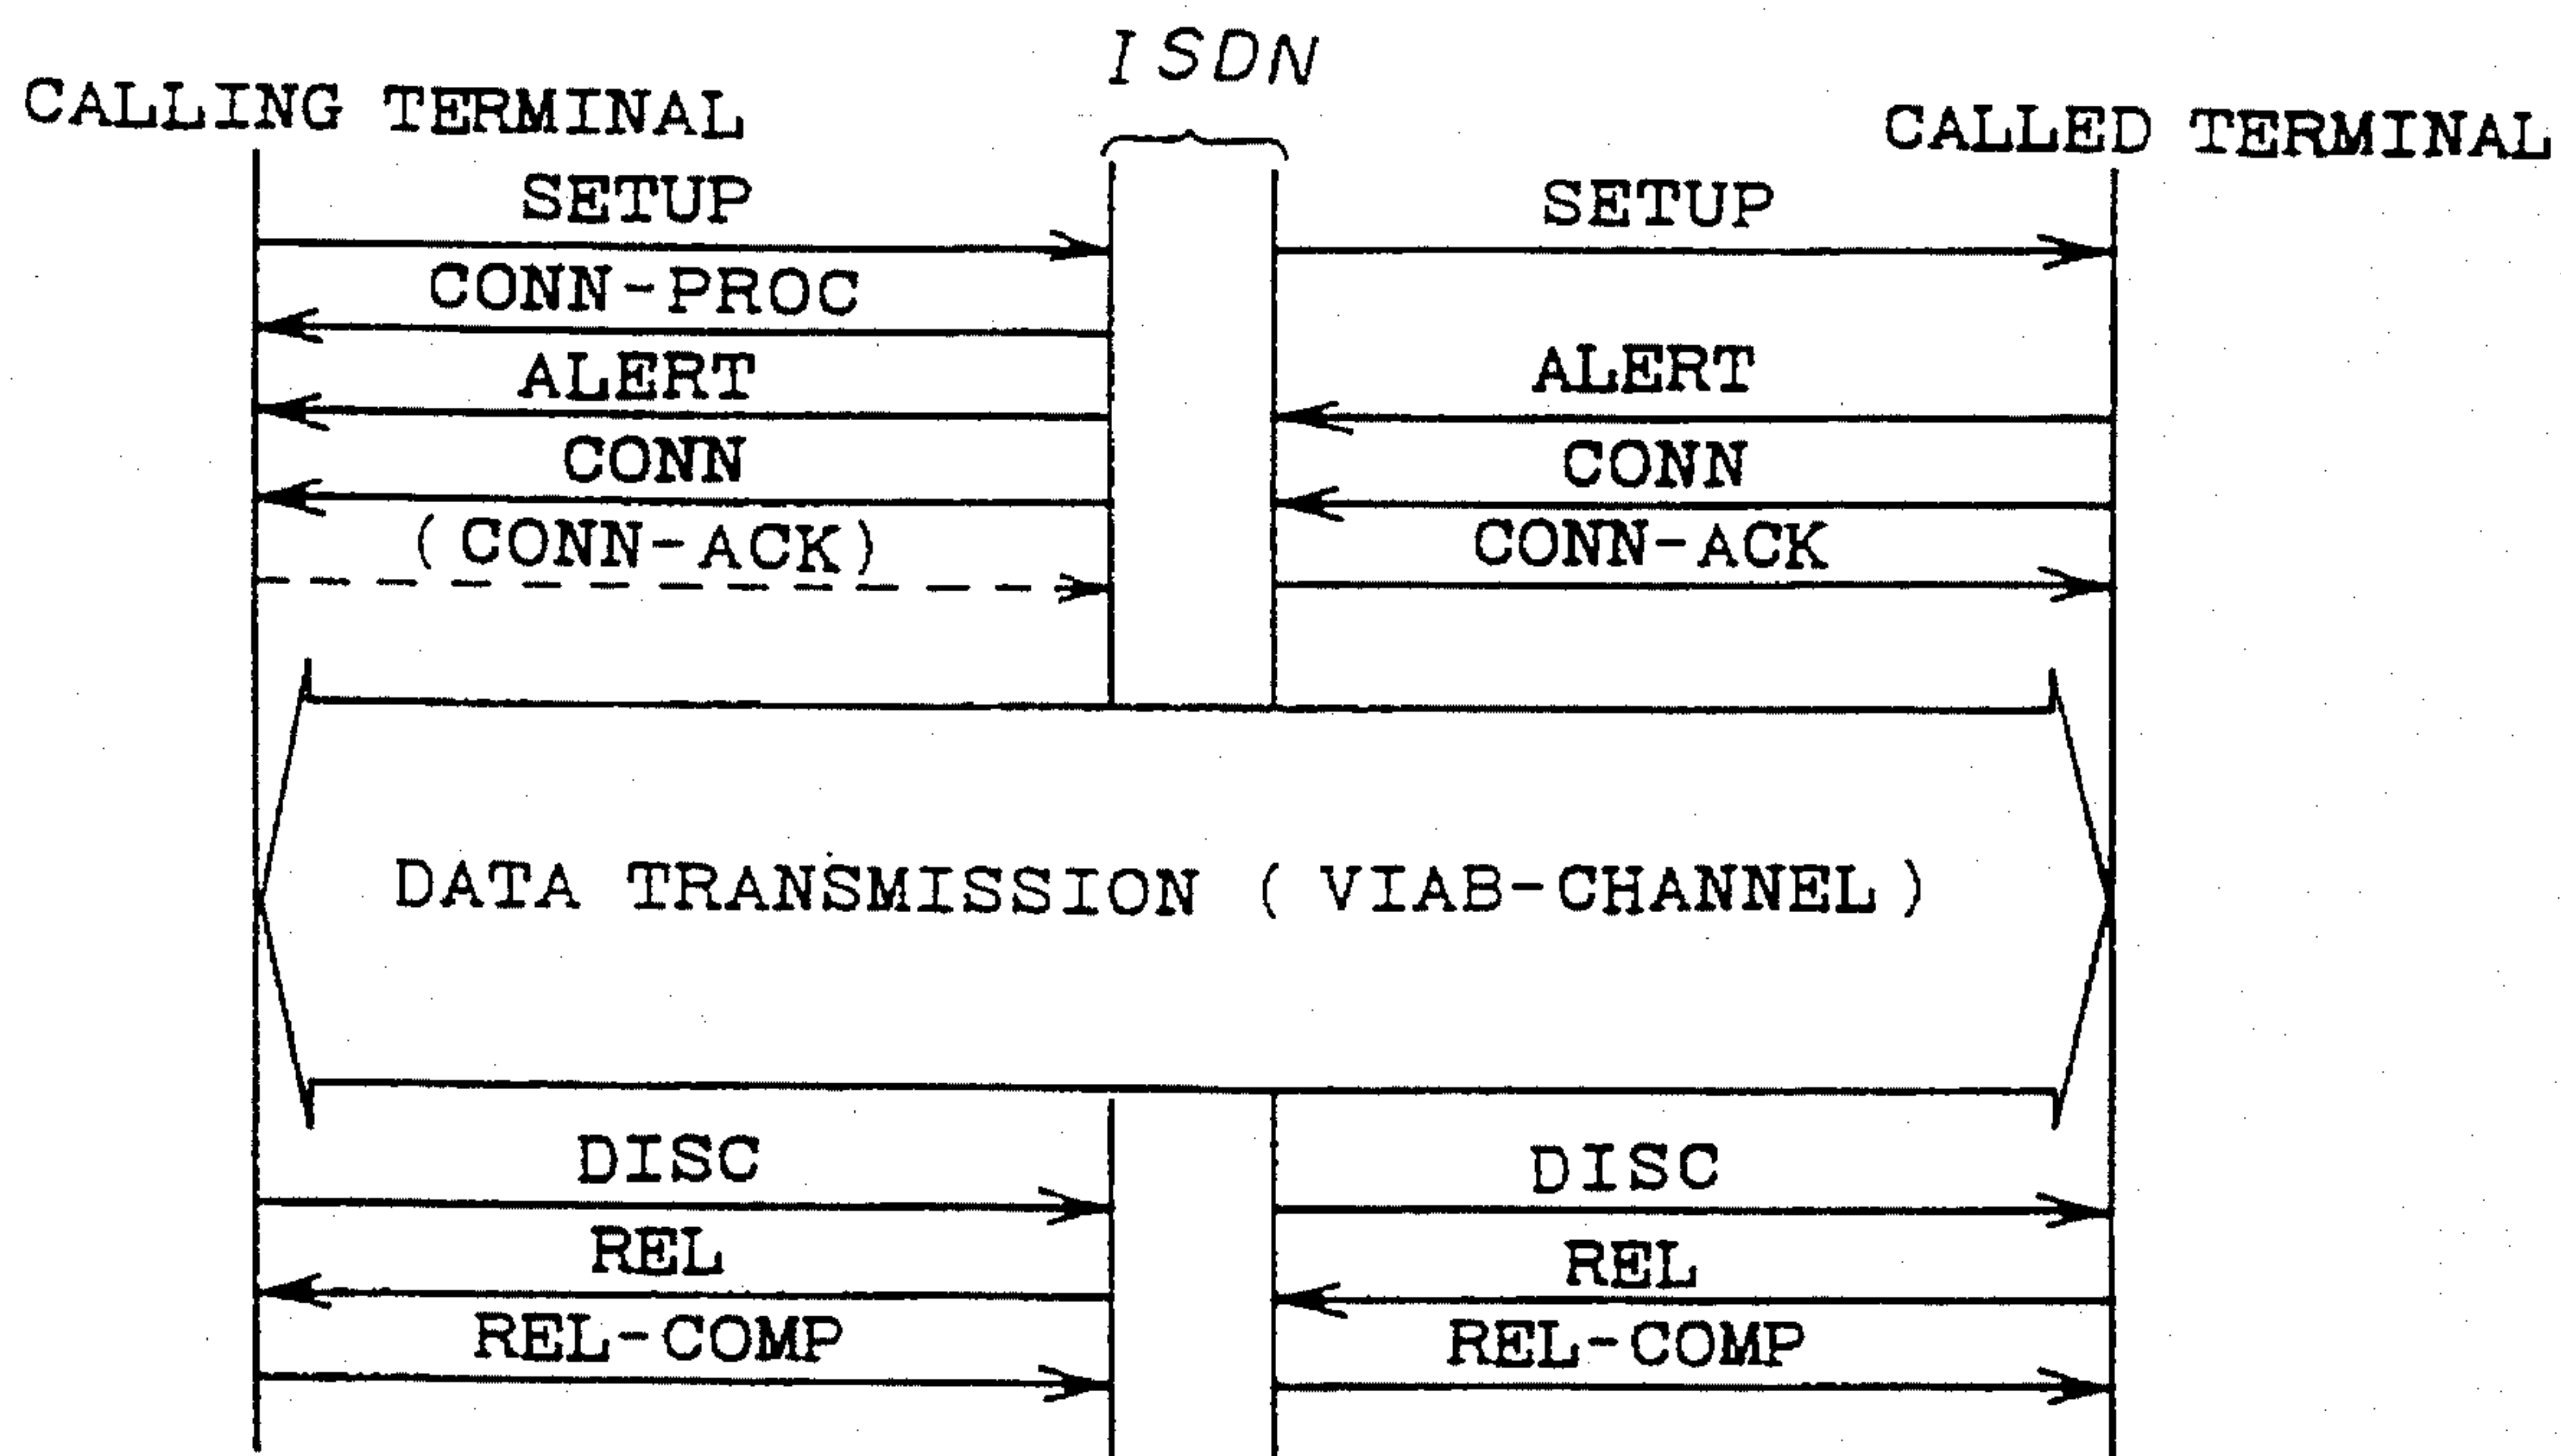 ISDN
CALLING TERMINAL
CALLED TERMINAL
SETUP
SETUP
CONN-PROC
ALERT
ALERT
CONN
CONN
(CONN-ACK)
CONN-ACK
DATA TRANSMISSION (VIAB-CHANNEL)
DISC
DISC
REL
REL
REL-COMP
REL-COMP